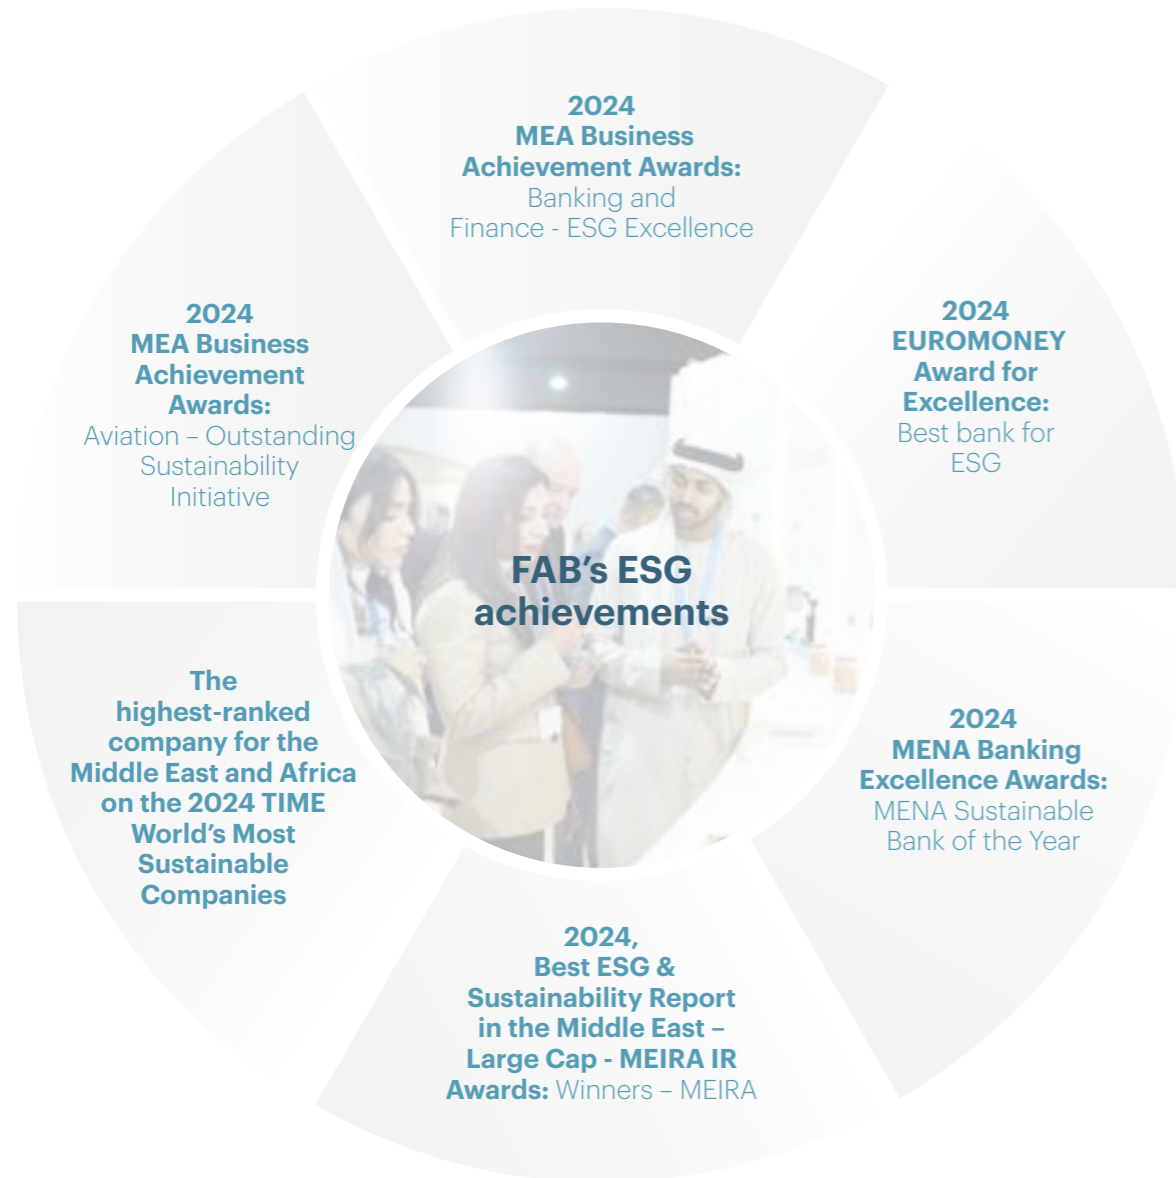 2024
MEA Business
Achievement Awards:
Banking and
Finance - ESG Excellence
2024
EUROMONEY
Award for
Excellence:
Best bank for
ESG
2024
MENA Banking
Excellence Awards:
MENA Sustainable
Bank of the Year
2024,
Best ESG &
Sustainability Report
in the Middle East –
Large Cap - MEIRA IR
Awards: Winners – MEIRA
The
highest-ranked
company for the
Middle East and Africa
on the 2024 TIME
World’s Most
Sustainable
Companies
2024
MEA Business
Achievement
Awards:
Aviation – Outstanding
Sustainability
Initiative
FAB’s ESG
achievements